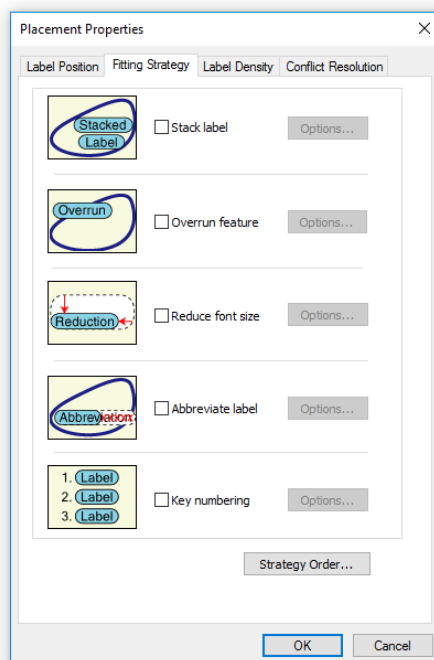 Placement Properties
Label Position Fitting Strategy Label Density Conflict Resolution
Stacked
Label
Stack label
Options...
Overrun
Overrun feature
Options...
Reduction
Reduce font size
Options...
Abbreviation
Abbreviate label
Options...
1. Label
2. Label
3. Label
Key numbering
Options...
Strategy Order...
OK Cancel